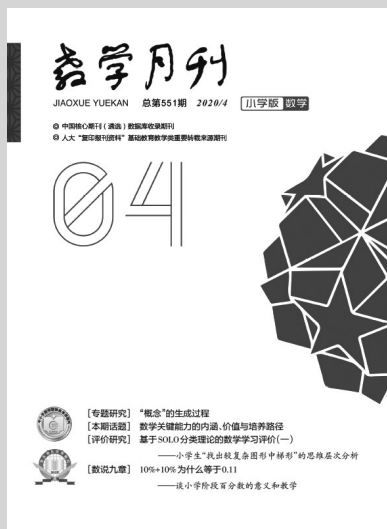 教学月刊
JIAOXUE YUEKAN 总第551期 2020/4 小学版 数学
中国核心期刊(遴选)数据库收录期刊
人大“复印报刊资料”基础教育教学类重要转载来源期刊
04
[专题研究] “概念”的生成过程
[本期话题] 数学关键能力的内涵、价值与培养路径
[评价研究] 基于SOLO分类理论的数学学习评价(一)
——小学生“我出较复杂图形中梯形”的思维层次分析
[数说九章] 10%+10%为什么等于0.11
——谈小学阶段百分数的意义和教学